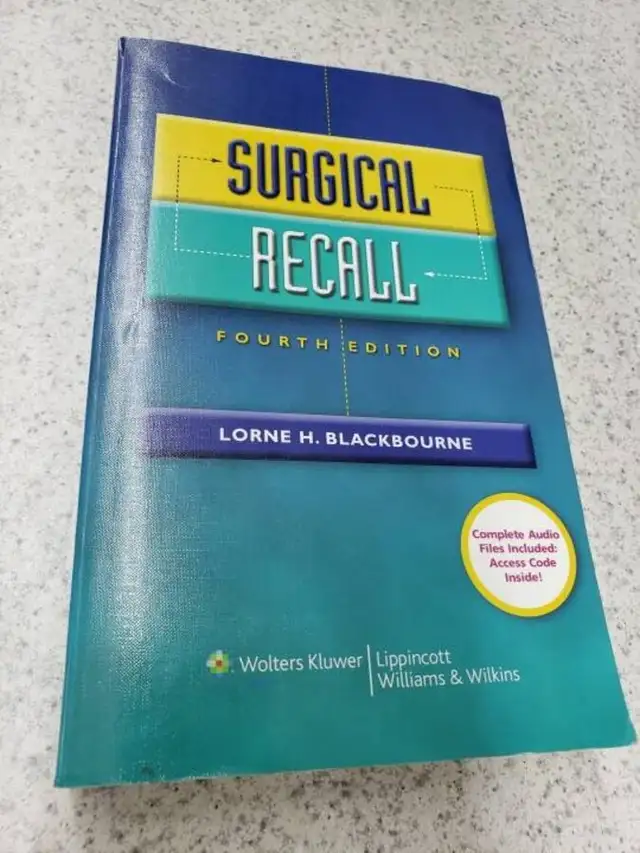 SURGICAL
RECALL
FOURTH EDITION
LORNE H. BLACKBOURNE
Complete Audio
Files Included:
Access Code
Inside!
Wolters Kluwer
Lippincott
Williams & Wilkins